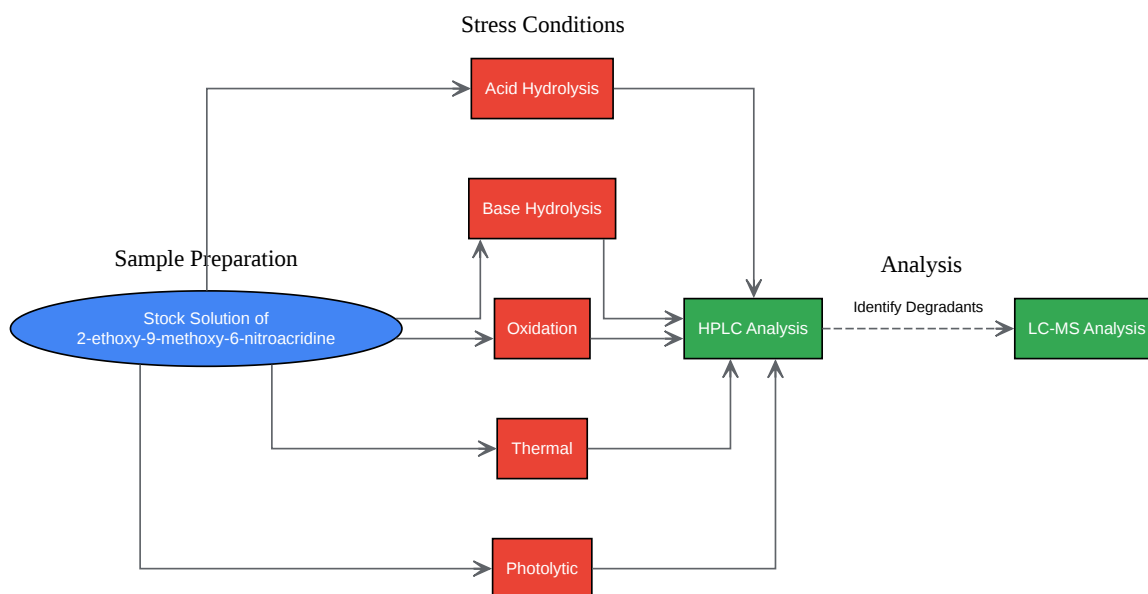 Stress Conditions
Acid Hydrolysis
Base Hydrolysis
Sample Preparation
Analysis
Stock Solution of
2-ethoxy-9-methoxy-6-nitroacridine
Oxidation
HPLC Analysis
Identify Degradants
LC-MS Analysis
Thermal
Photolytic